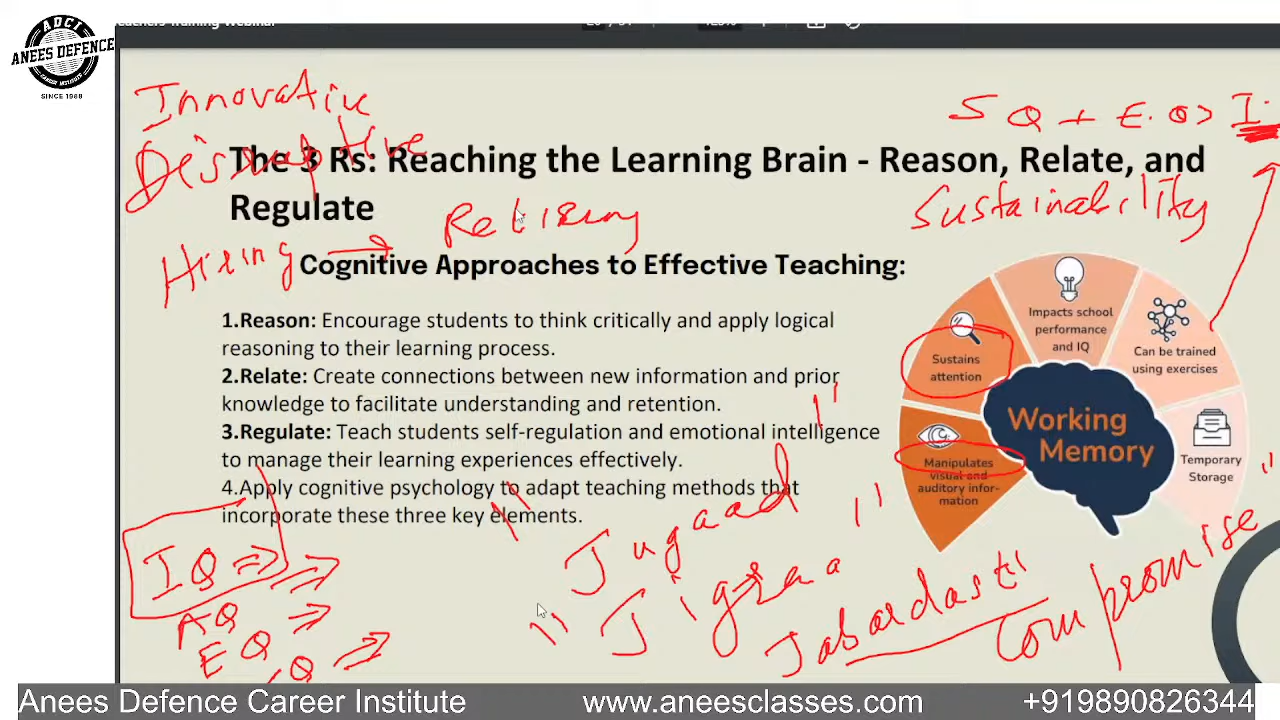 ADCI
ANEES DEFENCE
CAREER INSTITUTE
SINCE 1988
Training Webinar
Innovative
Disruptive
S Q + E.Q >
The 3 Rs: Reaching the Learning Brain - Reason, Relate, and
Regulate
Sustainability
Hiring →
Cognitive Approaches to Effective Teaching:
1.Reason: Encourage students to think critically and apply logical
reasoning to their learning process.
2.Relate: Create connections between new information and prior
knowledge to facilitate understanding and retention.
3.Regulate: Teach students self-regulation and emotional intelligence
to manage their learning experiences effectively.
4.Apply cognitive psychology to adapt teaching methods that
incorporate these three key elements.
Impacts school
performance
and IQ
Sustains
attention
Can be trained
using exercises
Working
Memory
Manipulates
visual and
auditory infor-
mation
Temporary
Storage
IQ
AQ
EQ
"Jugaad"
"Jigraa"
Jabardasti
Compromise"
Anees Defence Career Institute
www.aneesclasses.com
+919890826344